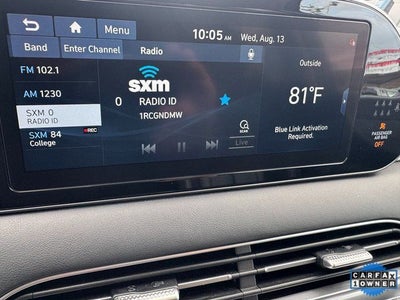 Menu
10:05 AM Wed, Aug. 13
Band
Enter Channel
Radio
FM 102.1
AM 1230
SXM 0
RADIO ID
SXM 84
College
REC
sxm
0 RADIO ID
1RCGNDMW
SCAN
Live
Outside
81°F
Blue Link Activation
Required.
PASSENGER
AIR BAG
OFF
CARFAX
1 OWNER